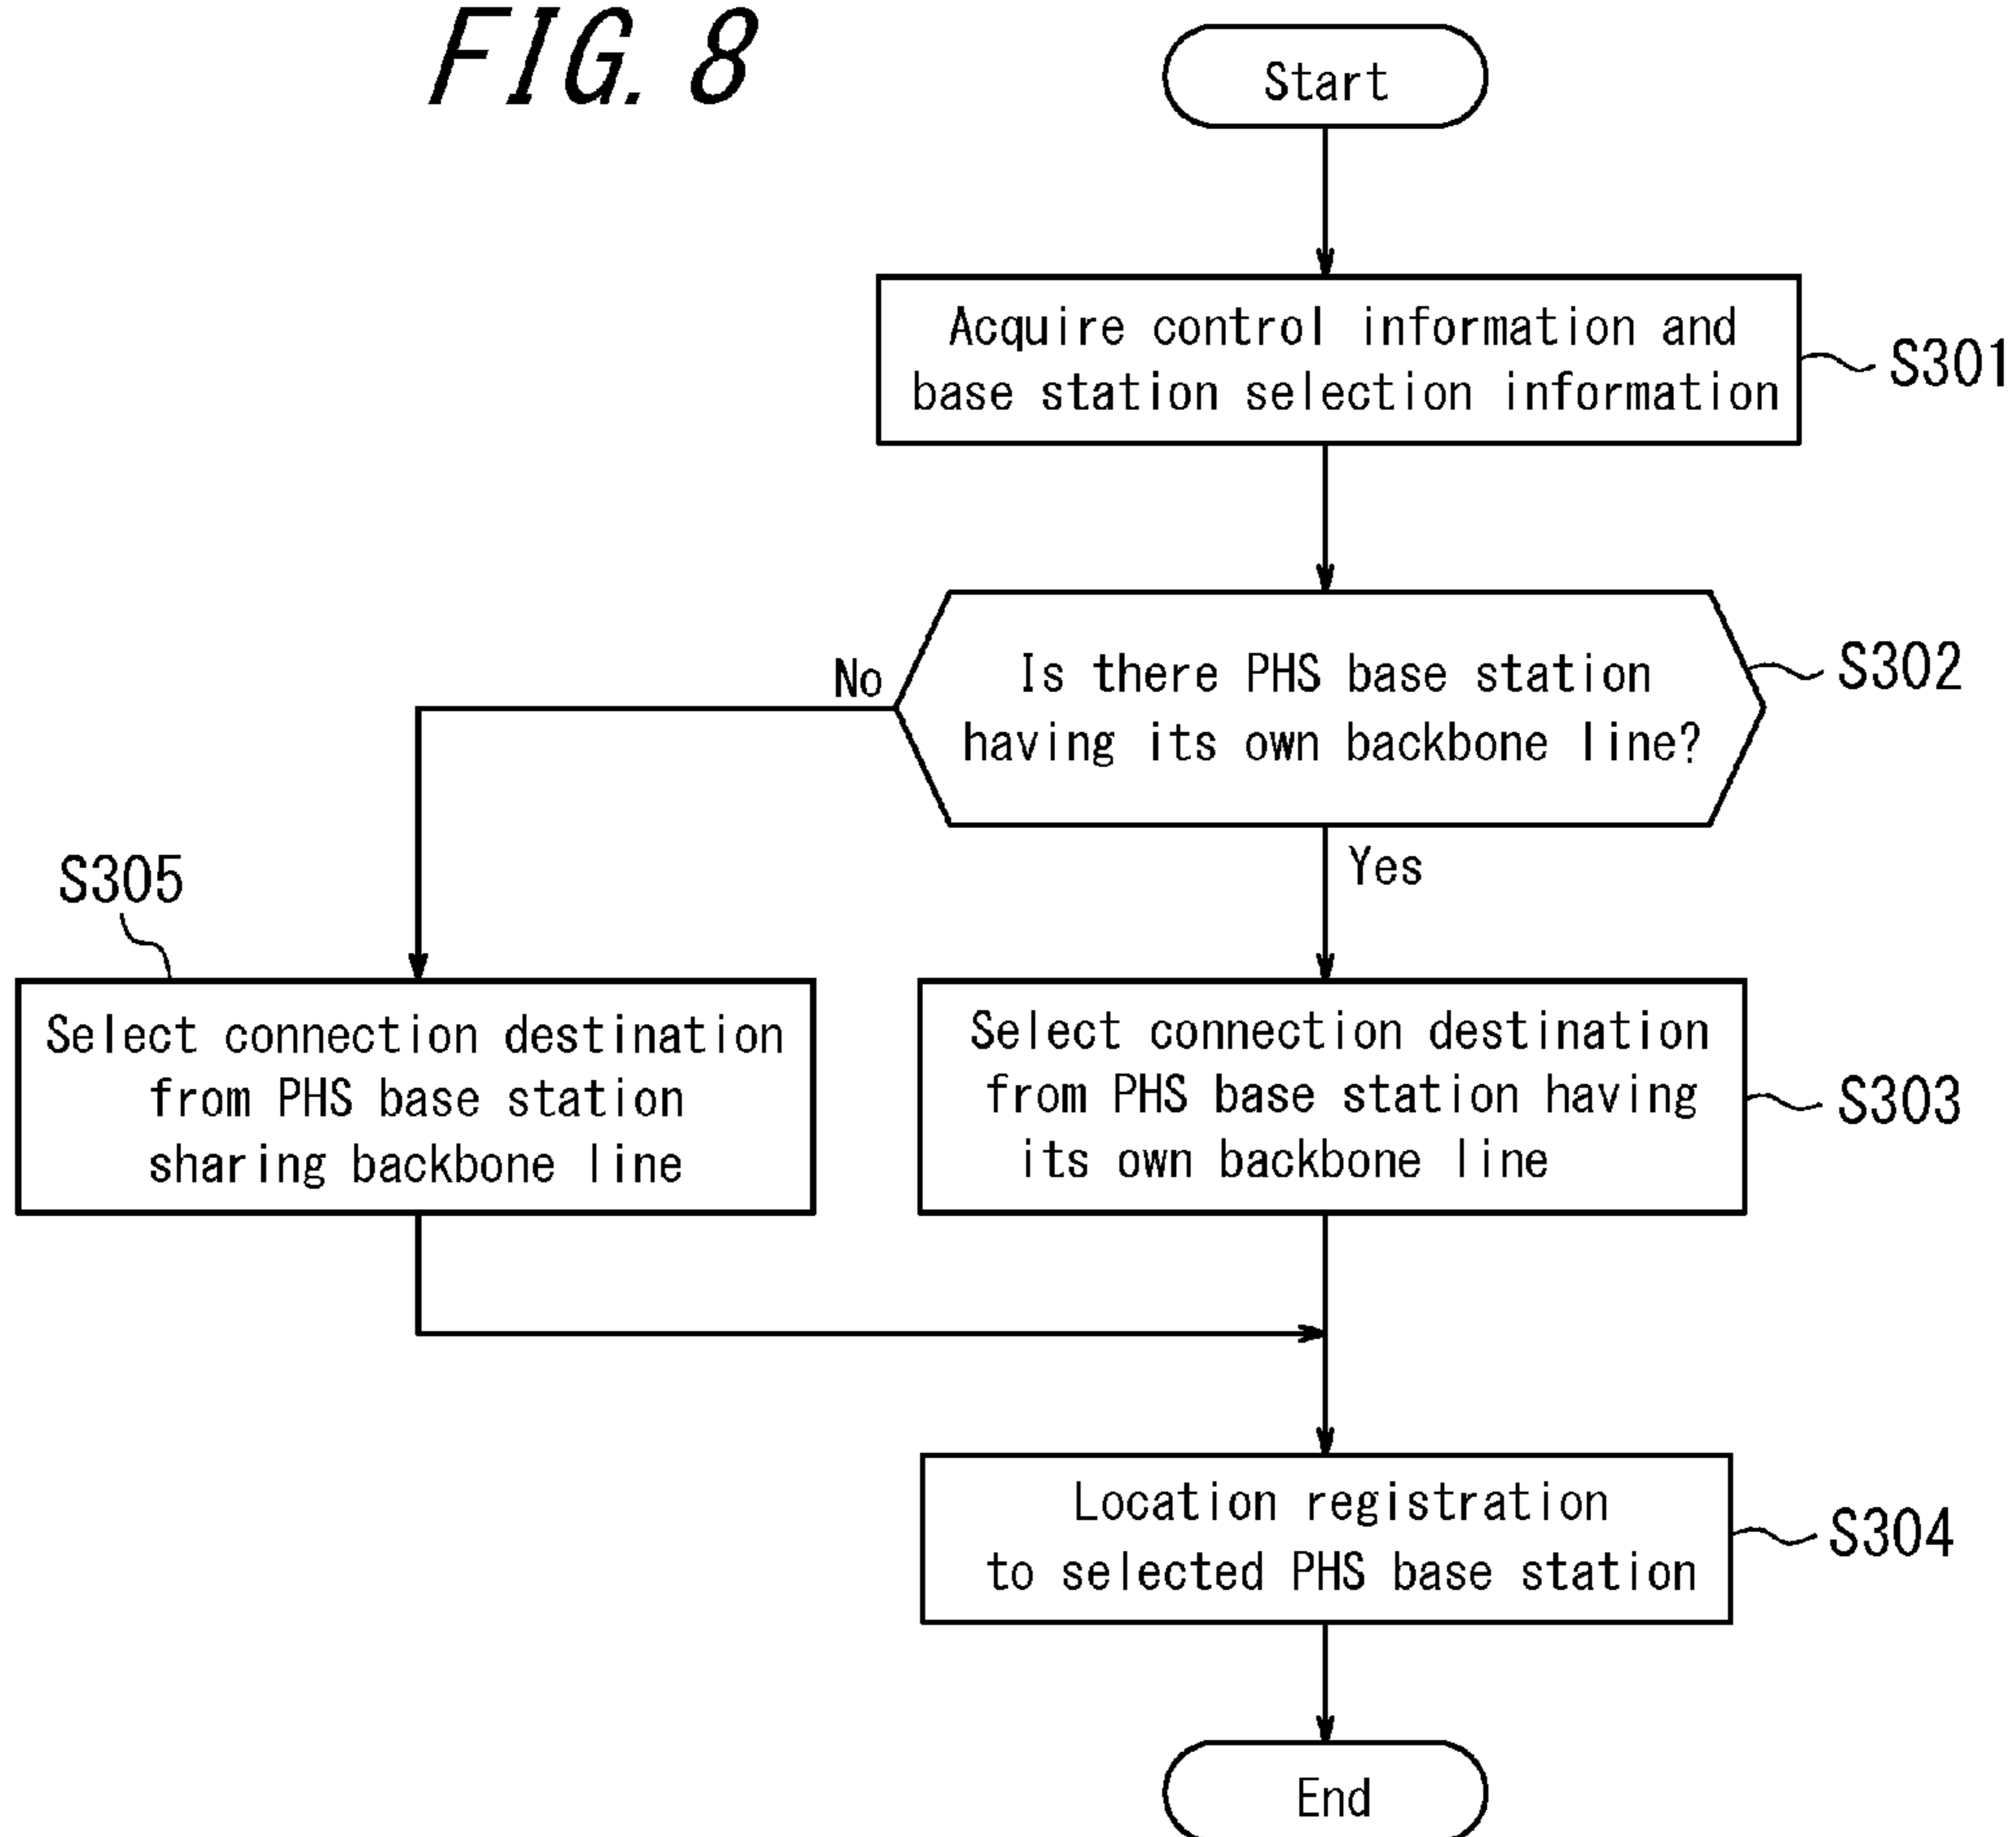 FIG. 8
Start
Acquire control information and
base station selection information
S301
Is there PHS base station
having its own backbone line?
S302
No
Yes
S305
Select connection destination
from PHS base station
sharing backbone line
Select connection destination
from PHS base station having
its own backbone line
S303
Location registration
to selected PHS base station
S304
End